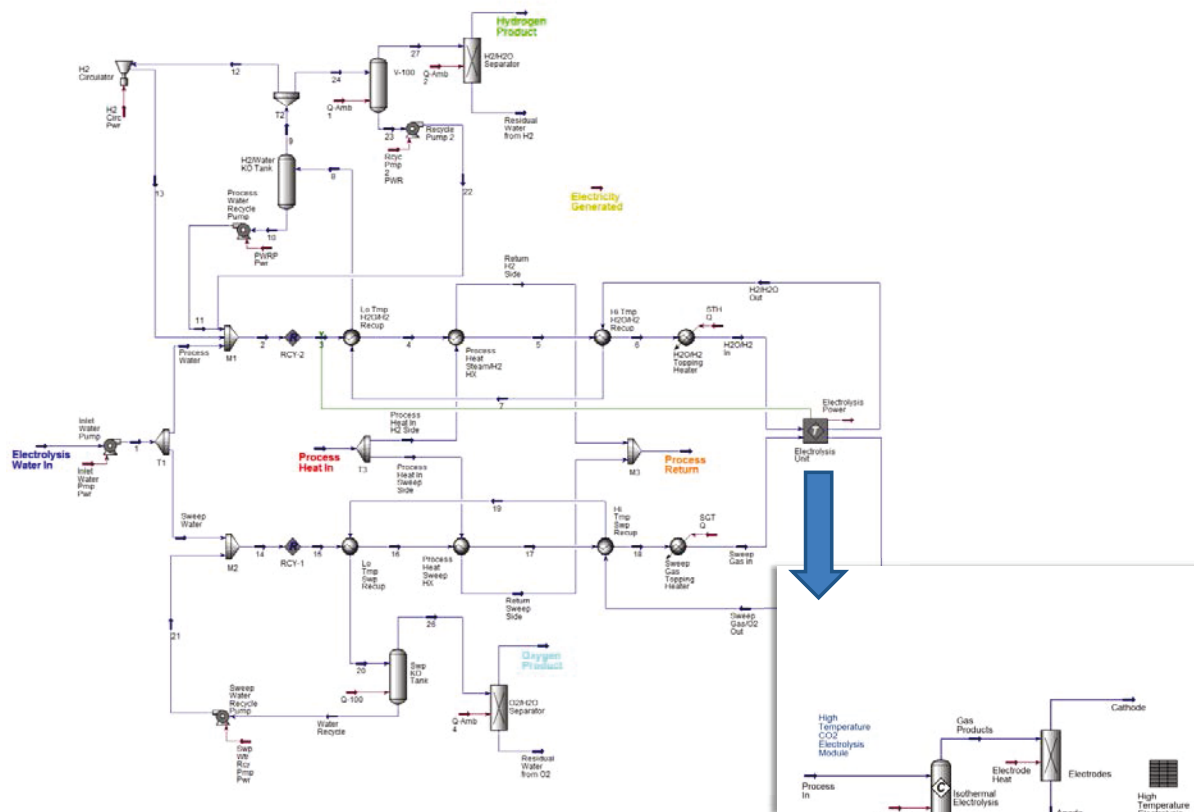 Hydrogen
Product
27
H2/H2O
Separator
Q-Amb
2
Residual
Water
from H2
H2
Circulator
12
24
V-100
H2
Circ
Pwr
T2
Q-Amb
1
23
Recycle
Pump 2
9
Rcyc
Pmp
2
PWR
22
H2/Water
KO Tank
8
13
Process
Water
Recycle
Pump
10
PWRP
Pwr
Electricity
Generated
Return
H2
Side
H2/H2O
Out
11
Process
Water
M1
2
RCY-2
3
Lo Tmp
H2O/H2
Recup
4
Process
Heat
Steam/H2
HX
5
Hi Tmp
H2O/H2
Recup
6
STH
Q
H2O/H2
Topping
Heater
H2O/H2
In
7
Electrolysis
Power
Electrolysis
Unit
Electrolysis
Water In
Inlet
Water
Pump
Inlet
Water
Pmp
Pwr
1
T1
Process
Heat In
H2 Side
Process
Heat In
T3
Process
Heat In
Sweep
Side
M3
Process
Return
Sweep
Water
19
M2
14
RCY-1
15
Lo
Tmp
Swp
Recup
16
Process
Heat
Sweep
HX
17
Hi
Tmp
Swp
Recup
18
SGT
Q
Sweep
Gas
Topping
Heater
Sweep
Gas In
Return
Sweep
Side
Sweep
Gas/O2
Out
21
20
26
Swp
KO
Tank
Q-100
Oxygen
Product
O2/H2O
Separator
Q-Amb
4
Residual
Water
from O2
Sweep
Water
Recycle
Pump
Water
Recycle
Swp
Wtr
Rcy
Pmp
Pwr
High
Temperature
CO2
Electrolysis
Module
Process
In
Gas
Products
Cathode
Electrode
Heat
Electrodes
Isothermal
Electrolysis
High
Temperature